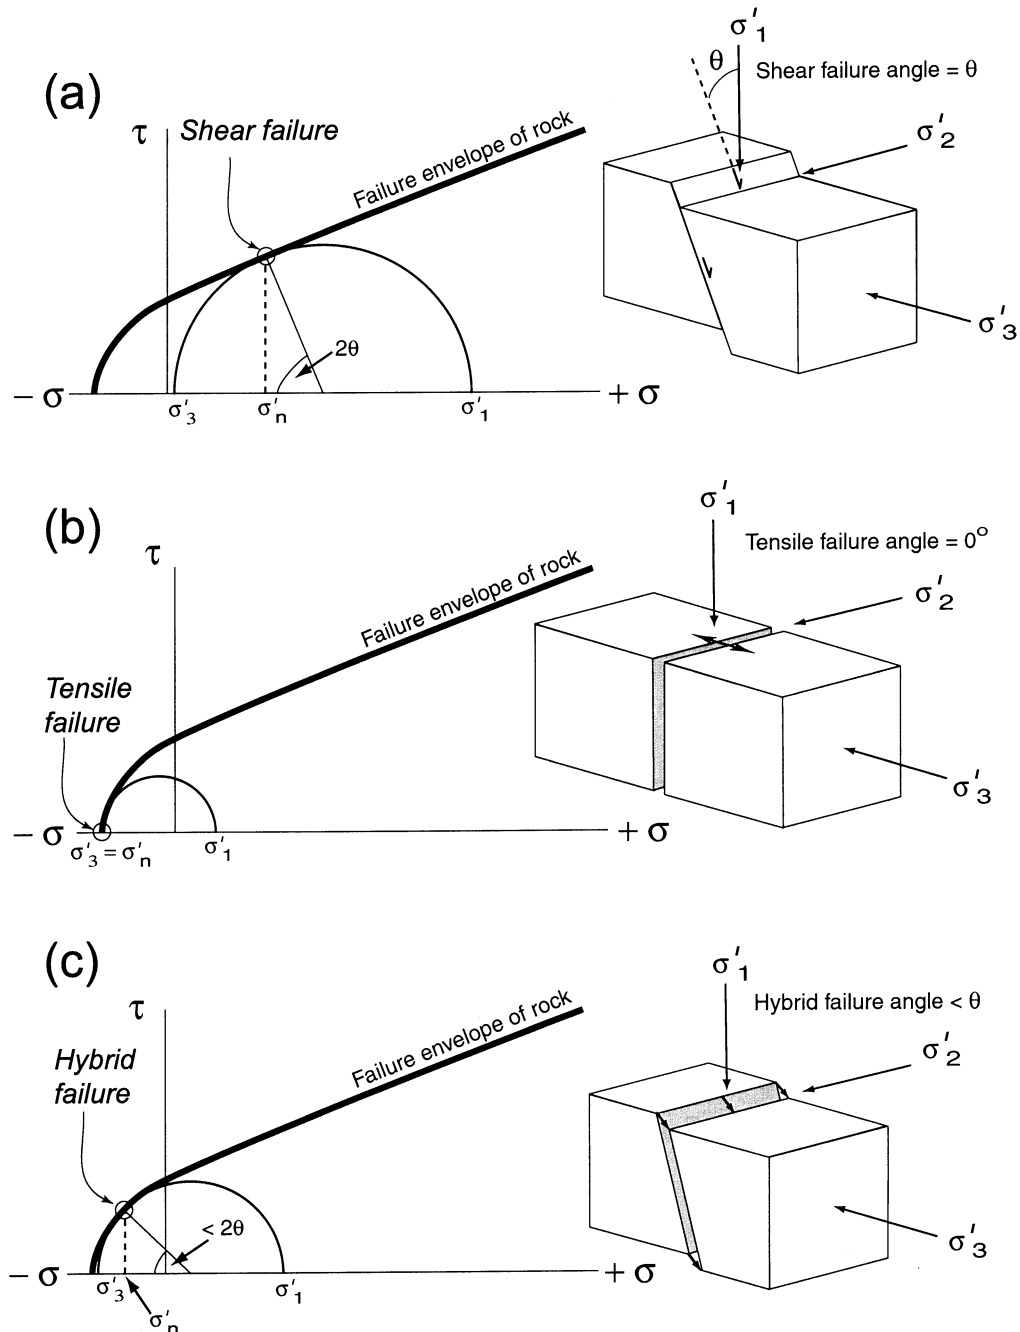 (a)
τ
Shear failure
Failure envelope of rock
2θ
– σ
σ′3
σ′n
σ′1
+ σ
σ′1
θ
Shear failure angle = θ
σ′2
σ′3
(b)
τ
Tensile
failure
Failure envelope of rock
– σ
σ′3 = σ′n
σ′1
+ σ
σ′1
Tensile failure angle = 0°
σ′2
σ′3
(c)
τ
Hybrid
failure
Failure envelope of rock
< 2θ
– σ
σ′3
σ′n
σ′1
+ σ
σ′1
Hybrid failure angle < θ
σ′2
σ′3